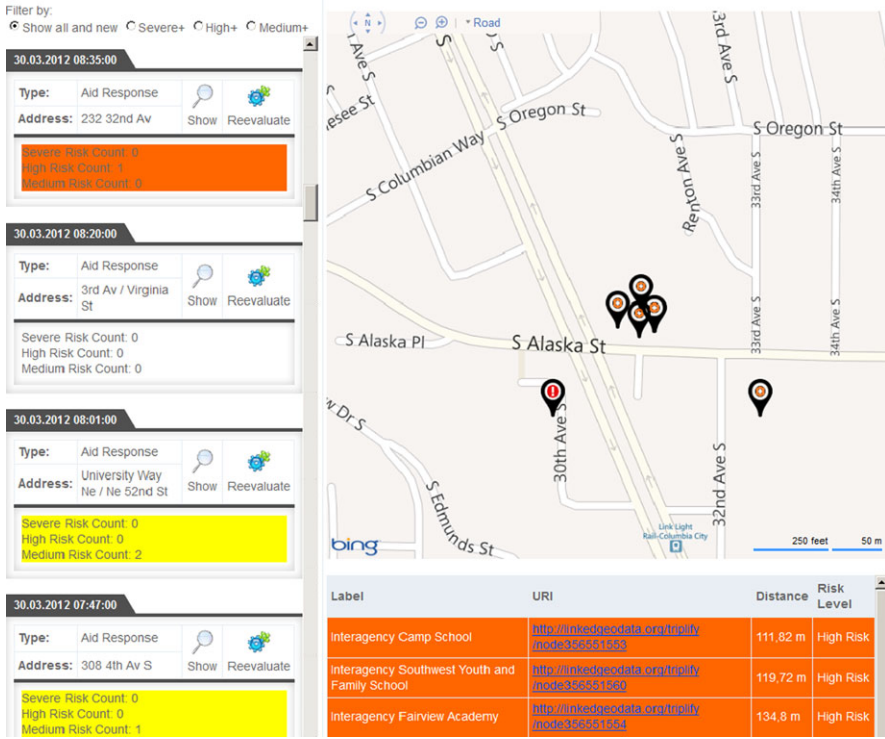 Filter by:
Show all and new Severe+ High+ Medium+
30.03.2012 08:35:00
Type: Aid Response
Address: 232 32nd Av
Show Reevaluate
Severe Risk Count: 0
High Risk Count: 1
Medium Risk Count: 0
30.03.2012 08:20:00
Type: Aid Response
Address: 3rd Av / Virginia
St
Show Reevaluate
Severe Risk Count: 0
High Risk Count: 0
Medium Risk Count: 0
30.03.2012 08:01:00
Type: Aid Response
Address: University Way
Ne / Ne 52nd St
Show Reevaluate
Severe Risk Count: 0
High Risk Count: 0
Medium Risk Count: 2
30.03.2012 07:47:00
Type: Aid Response
Address: 308 4th Av S
Show Reevaluate
Severe Risk Count: 0
High Risk Count: 0
Medium Risk Count: 1
N
Road
Ave S
S
S
3rd Ave S
esee St
S Oregon St
S Oregon St
S Columbian Way
Renton Ave S
33rd Ave S
34th Ave S
S Alaska Pl
S Alaska St
33rd Ave S
34th Ave S
w Dr S
30th Ave S
32nd Ave S
S Edmunds St
Link Light
Rail-Columbia City
bing
250 feet 50 m
Label URI Distance Risk
Level
Interagency Camp School http://linkedgeodata.org/triplify
/node356551553 111,82 m High Risk
Interagency Southwest Youth and
Family School http://linkedgeodata.org/triplify
/node356551560 119,72 m High Risk
Interagency Fairview Academy http://linkedgeodata.org/triplify
/node356551554 134,8 m High Risk